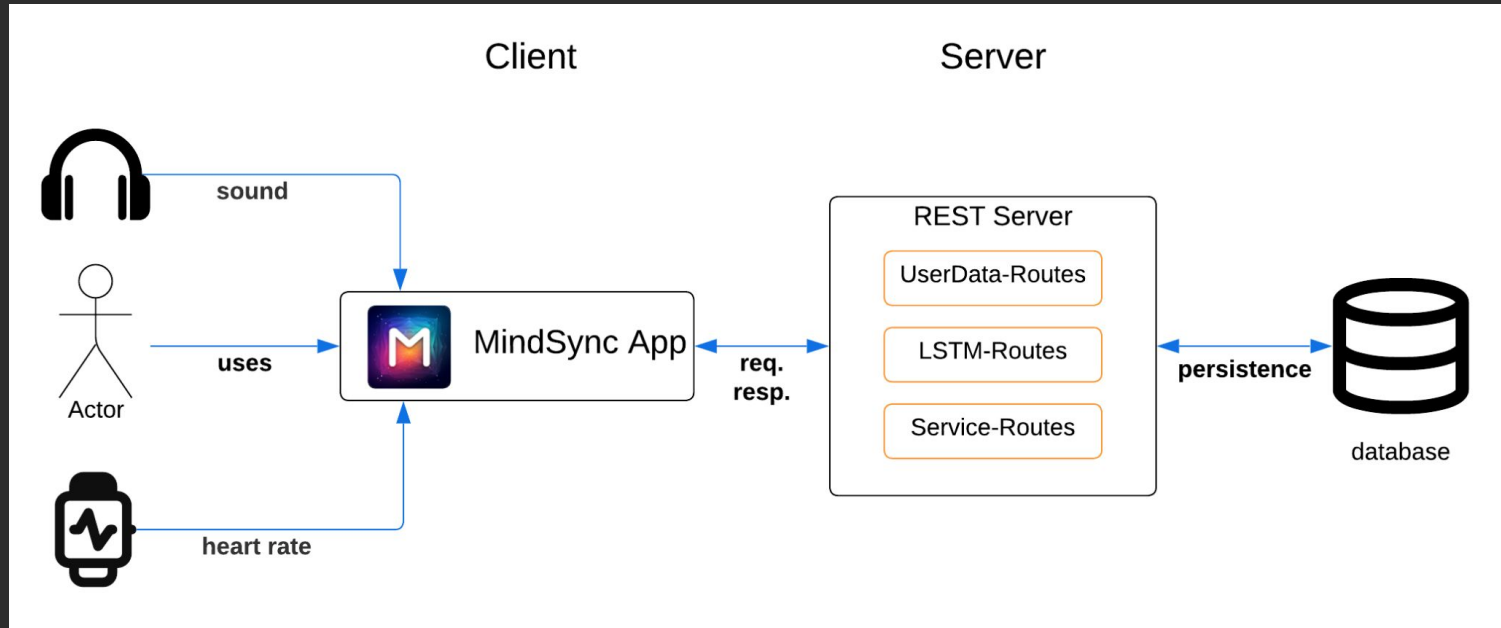 Client
Server
sound
uses
Actor
heart rate
M
MindSync App
req.
resp.
REST Server
UserData-Routes
LSTM-Routes
Service-Routes
persistence
database